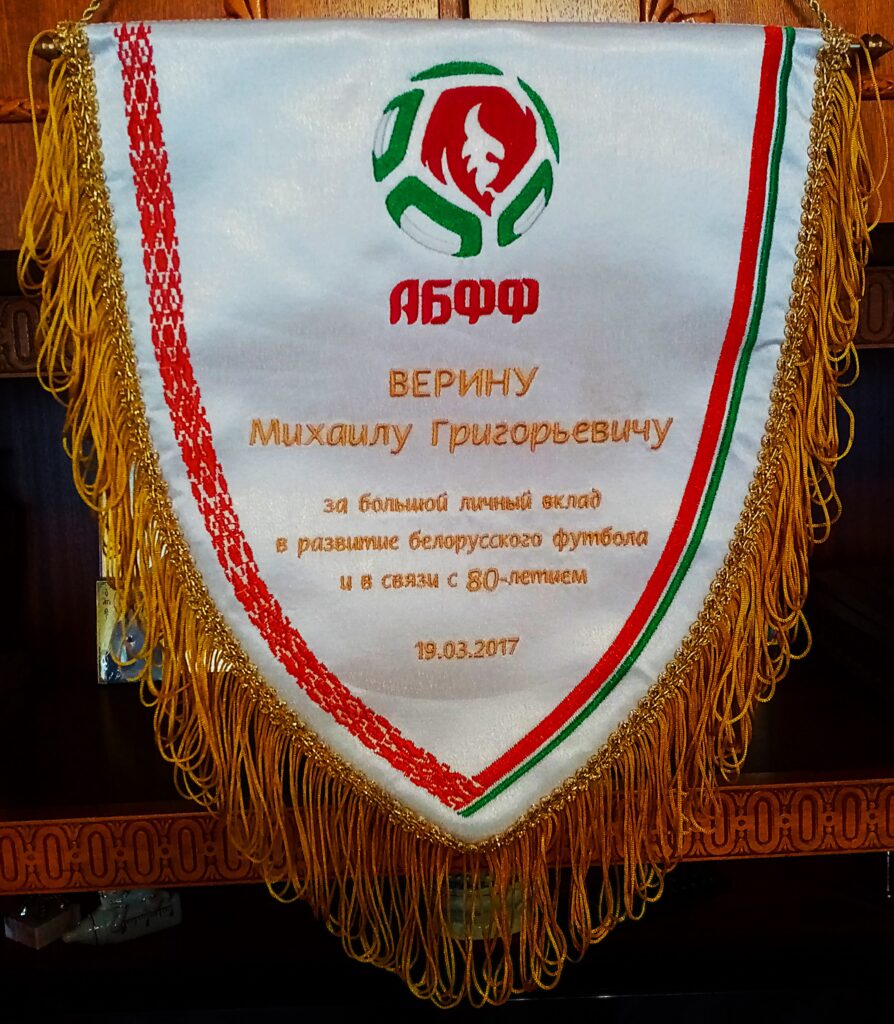 АБФФ
ВЕРИНУ
Михаилу Григорьевичу
за большой личный вклад
в развитие белорусского футбола
и в связи с 80-летием
19.03.2017